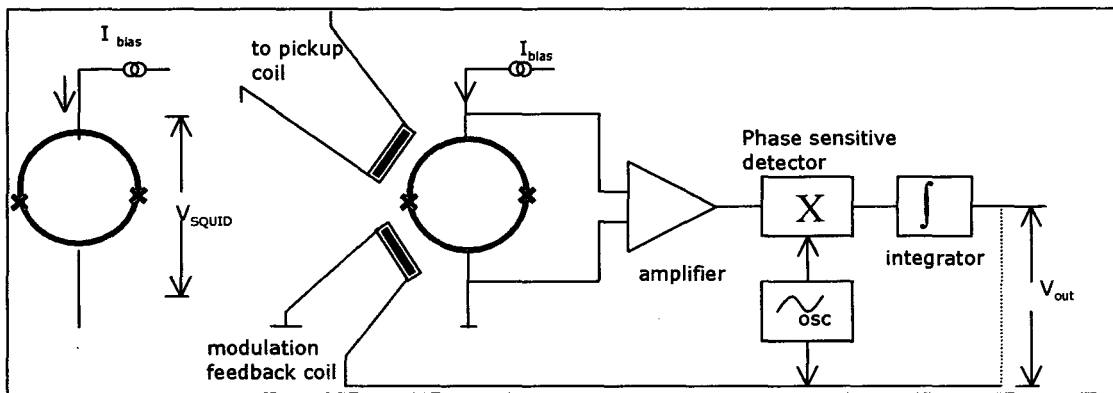 I bias
V SQUID
to pickup
coil
I bias
modulation
feedback coil
amplifier
Phase sensitive
detector
X
∫
integrator
osc
V out